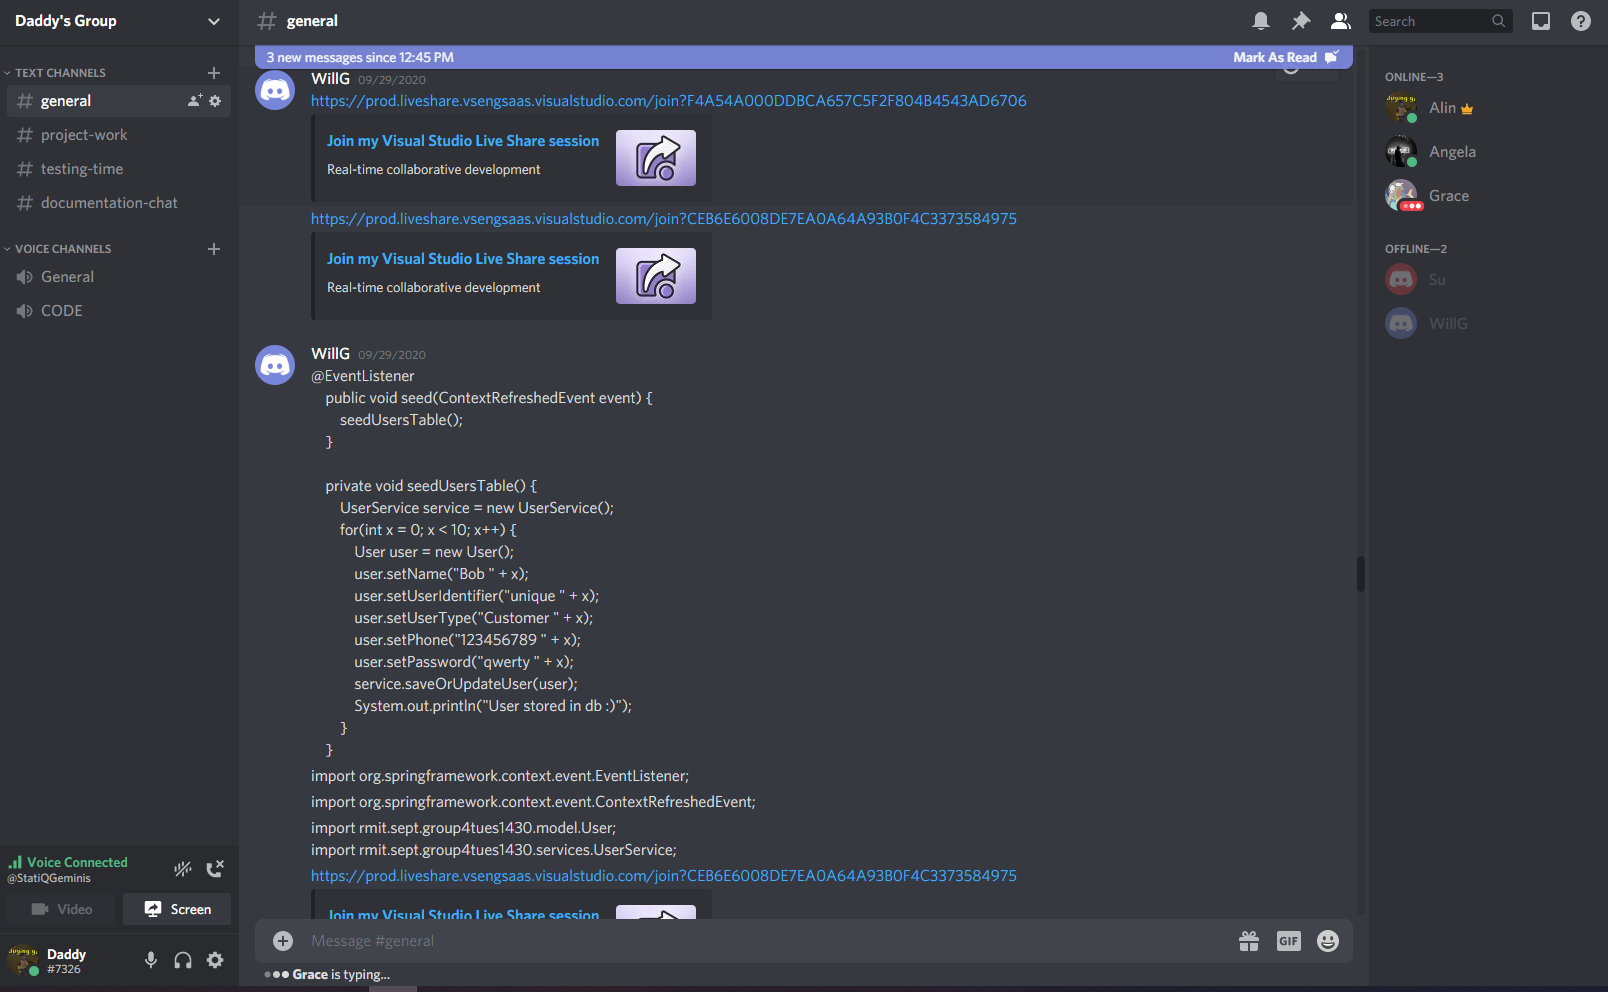 Daddy's Group
TEXT CHANNELS
general
project-work
testing-time
documentation-chat
VOICE CHANNELS
General
CODE
Voice Connected
@StatiQGeminis
Video
Screen
Daddy
#7326
general
Search
3 new messages since 12:45 PM
Mark As Read
WillG 09/29/2020
https://prod.liveshare.vsengsaas.visualstudio.com/join?F4A54A000DDBCA657C5F2F804B4543AD6706
Join my Visual Studio Live Share session
Real-time collaborative development
https://prod.liveshare.vsengsaas.visualstudio.com/join?CEB6E6008DE7EA0A64A93B0F4C3373584975
Join my Visual Studio Live Share session
Real-time collaborative development
WillG 09/29/2020
@EventListener
public void seed(ContextRefreshedEvent event) {
seedUsersTable();
}
private void seedUsersTable() {
UserService service = new UserService();
for(int x = 0; x < 10; x++) {
User user = new User();
user.setName("Bob " + x);
user.setUserIdentifier("unique " + x);
user.setUserType("Customer " + x);
user.setPhone("123456789 " + x);
user.setPassword("qwerty " + x);
service.saveOrUpdateUser(user);
System.out.println("User stored in db :)");
}
}
import org.springframework.context.event.EventListener;
import org.springframework.context.event.ContextRefreshedEvent;
import rmit.sept.group4tues1430.model.User;
import rmit.sept.group4tues1430.services.UserService;
https://prod.liveshare.vsengsaas.visualstudio.com/join?CEB6E6008DE7EA0A64A93B0F4C3373584975
Join my Visual Studio Live Share session
Message #general
GIF
Grace is typing...
ONLINE—3
Alin
Angela
Grace
OFFLINE—2
Su
WillG